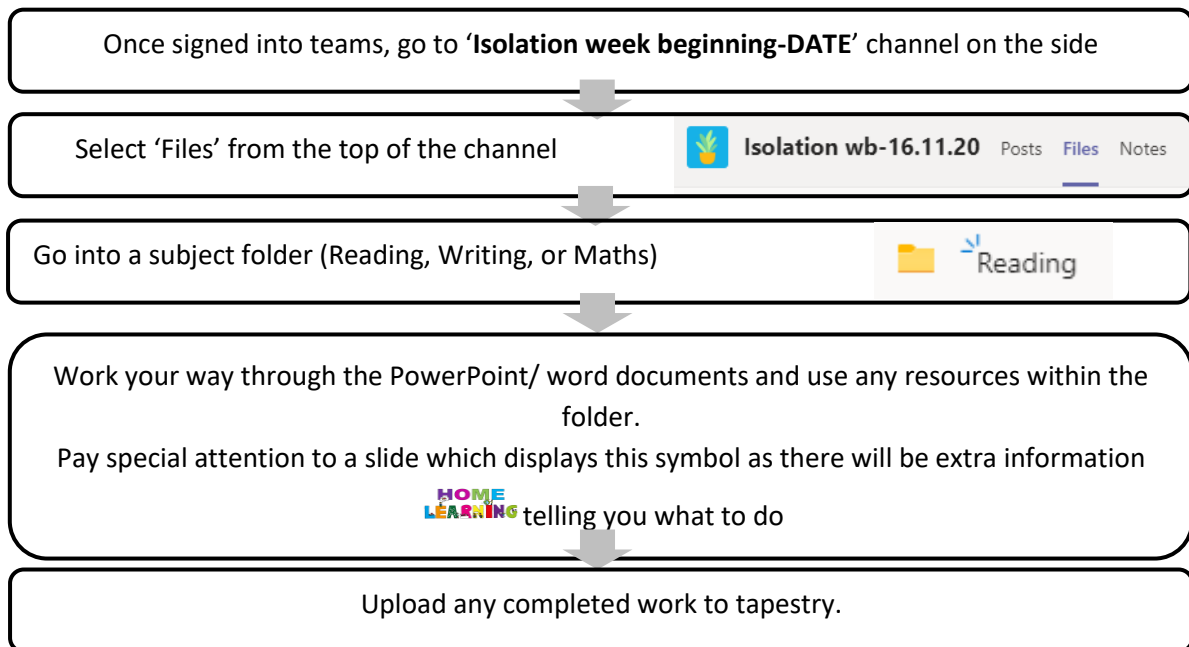 Once signed into teams, go to ‘Isolation week beginning-DATE’ channel on the side
Select ‘Files’ from the top of the channel
Isolation wb-16.11.20 Posts Files Notes
Go into a subject folder (Reading, Writing, or Maths)
Reading
Work your way through the PowerPoint/ word documents and use any resources within the
folder.
Pay special attention to a slide which displays this symbol as there will be extra information
HOME
LEARNING telling you what to do
Upload any completed work to tapestry.